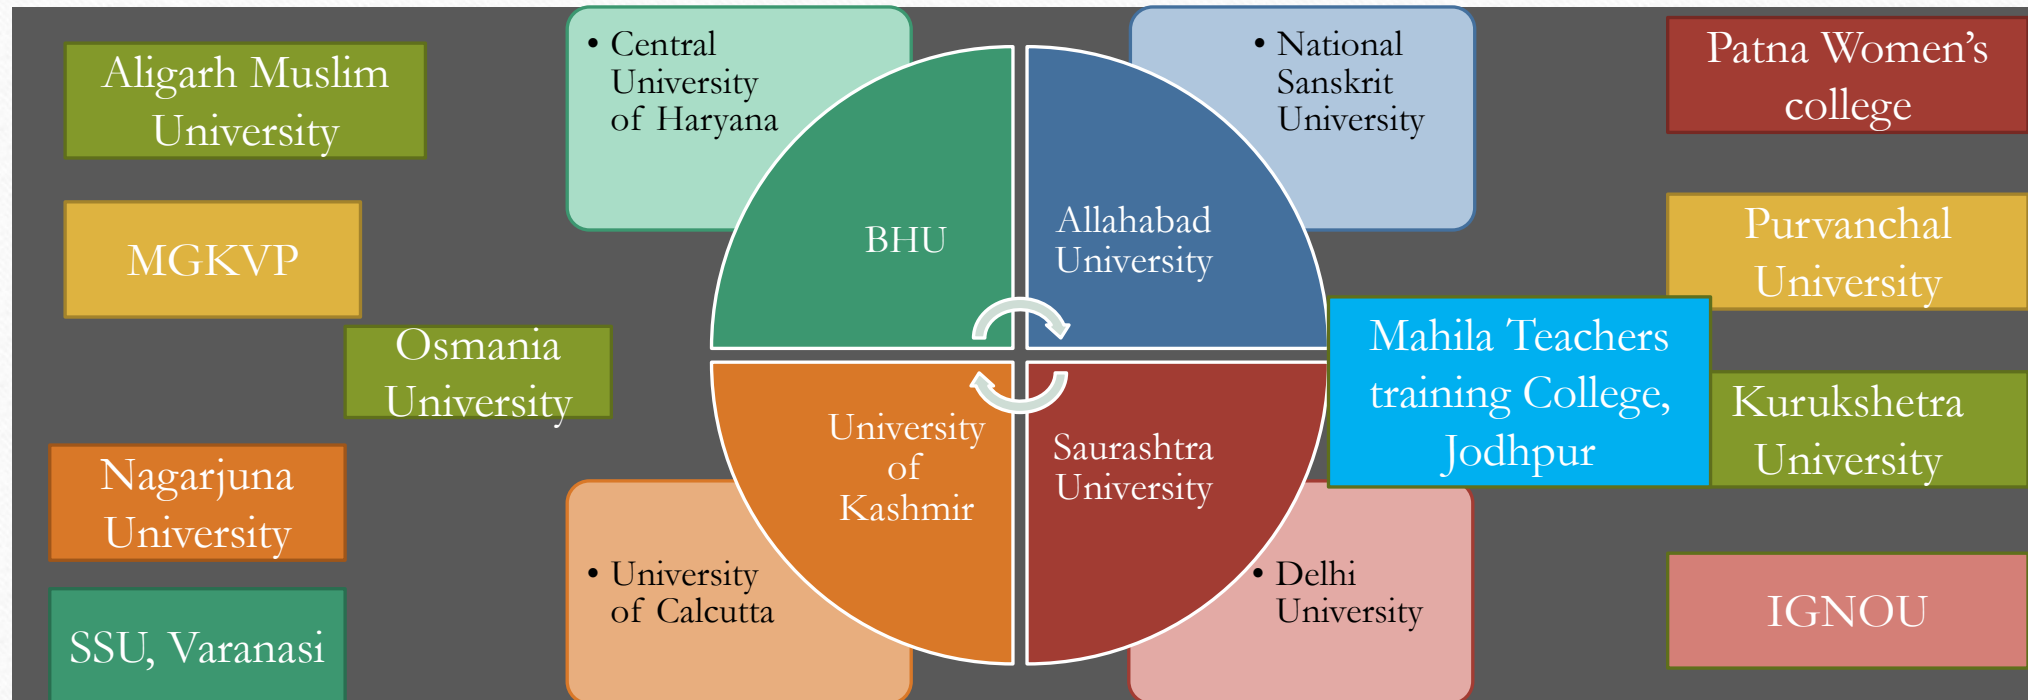 Aligarh Muslim
University
MGKVP
Osmania
University
Nagarjuna
University
SSU, Varanasi
• Central
University
of Haryana
BHU
• National
Sanskrit
University
Allahabad
University
University
of
Kashmir
• University
of Calcutta
Saurashtra
University
• Delhi
University
Mahila Teachers
training College,
Jodhpur
Patna Women’s
college
Purvanchal
University
Kurukshetra
University
IGNOU